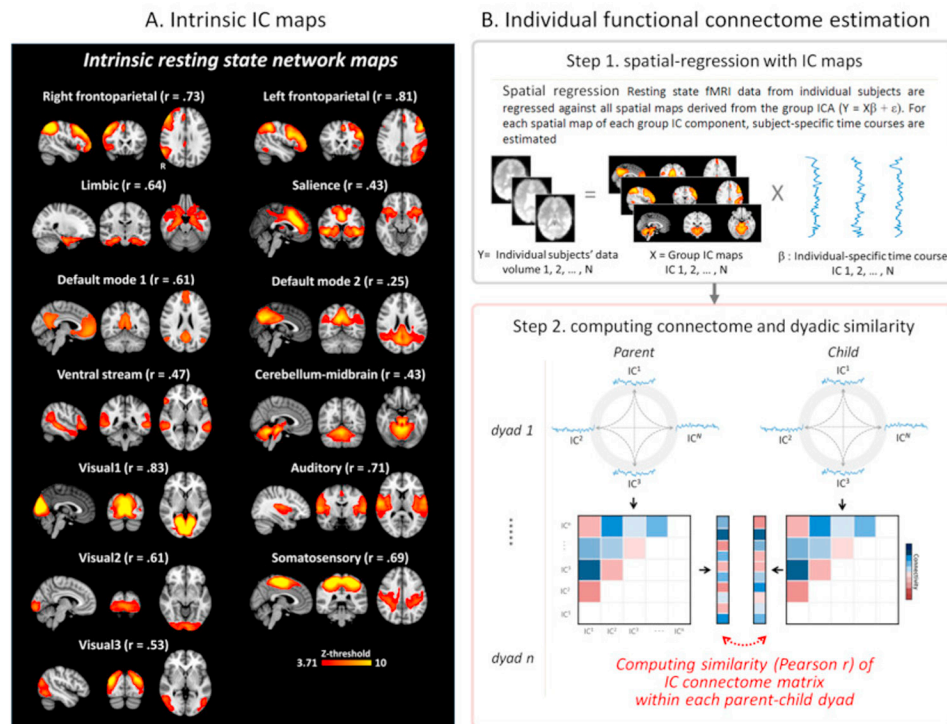 A. Intrinsic IC maps
Intrinsic resting state network maps
Right frontoparietal (r = .73)
Left frontoparietal (r = .81)
R
Limbic (r = .64)
Salience (r = .43)
Default mode 1 (r = .61)
Default mode 2 (r = .25)
Ventral stream (r = .47)
Cerebellum-midbrain (r = .43)
Visual1 (r = .83)
Auditory (r = .71)
Visual2 (r = .61)
Somatosensory (r = .69)
Visual3 (r = .53)
Z-threshold
3.71 10
B. Individual functional connectome estimation
Step 1. spatial-regression with IC maps
Spatial regression Resting state fMRI data from individual subjects are
regressed against all spatial maps derived from the group ICA (Y = Xβ + ε). For
each spatial map of each group IC component, subject-specific time courses are
estimated
= X
Y= Individual subjects' data
volume 1, 2, ... , N
X = Group IC maps
IC 1, 2, ... , N
β : Individual-specific time course
IC 1, 2, ... , N
Step 2. computing connectome and dyadic similarity
Parent Child
IC¹ IC¹
dyad 1
IC² ICᴺ IC² ICᴺ
IC³ IC³
Connectivity
IC³
IC²
IC¹
IC¹ IC² IC³ ...
dyad n
Computing similarity (Pearson r) of
IC connectome matrix
within each parent-child dyad